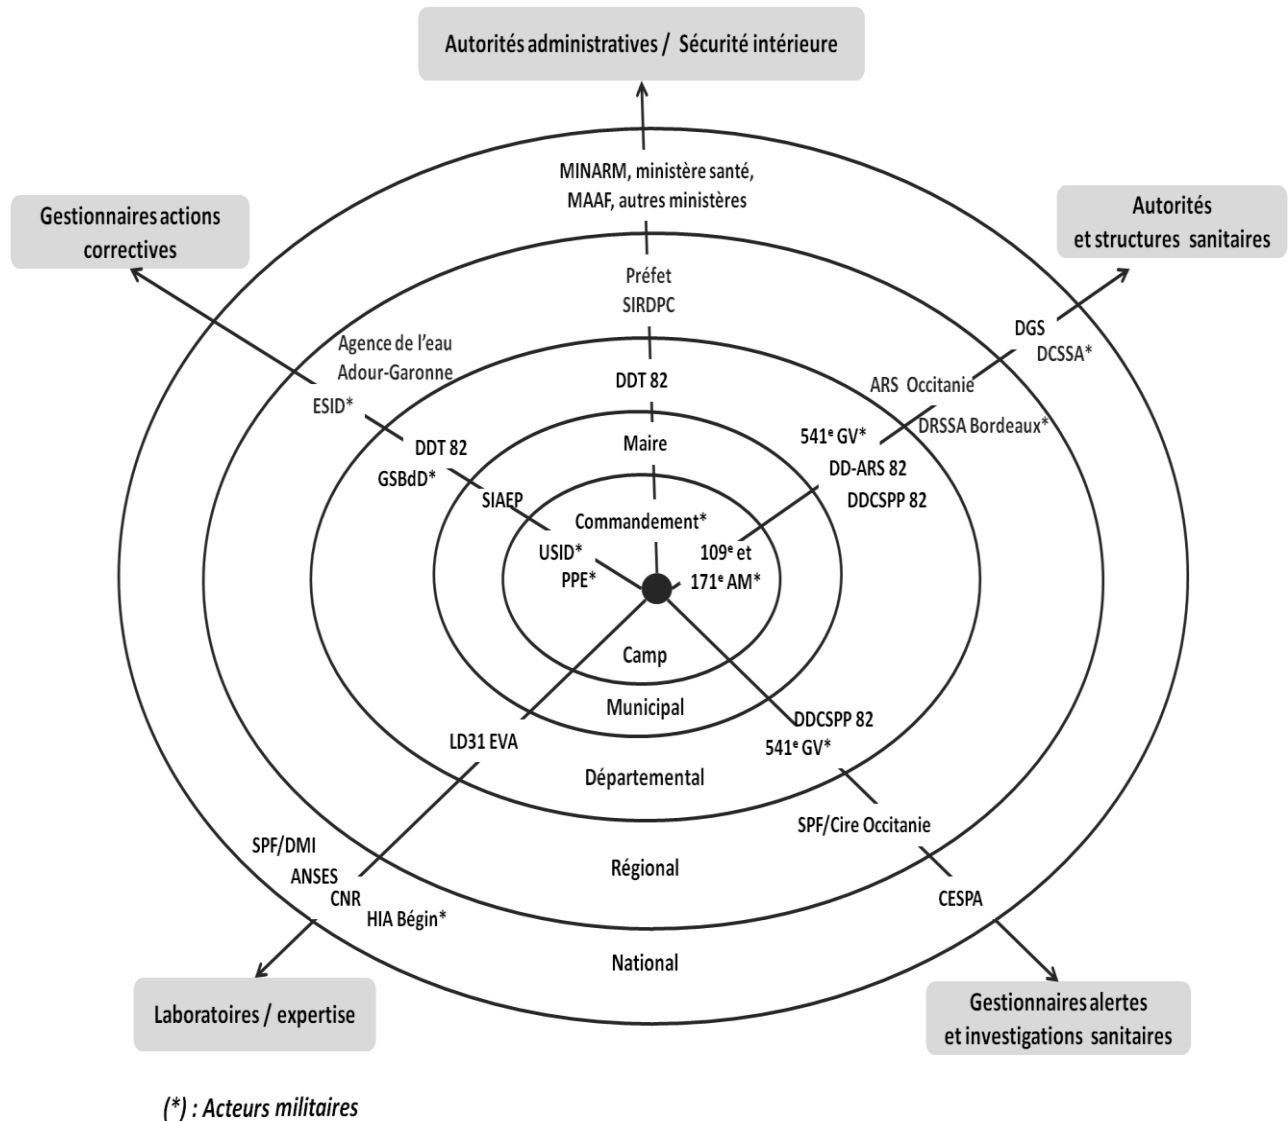 Autorités administratives / Sécurité intérieure
MINARM, ministère santé,
MAAF, autres ministères
Gestionnaires actions
correctives
Autorités
et structures sanitaires
Préfet
SIRDPC
DGS
DCSSA*
Agence de l’eau
Adour-Garonne
ESID*
DDT 82
ARS Occitanie
DRSSA Bordeaux*
DDT 82
GSBdD*
Maire
541e GV*
DD-ARS 82
DDCSPP 82
SIAEP
Commandement*
USID*
PPE*
109e et
171e AM*
Camp
Municipal
DDCSPP 82
541e GV*
LD31 EVA
Départemental
SPF/Cire Occitanie
SPF/DMI
ANSES
CNR
HIA Bégin*
Régional
CESPA
National
Laboratoires / expertise
Gestionnaires alertes
et investigations sanitaires
(*) : Acteurs militaires